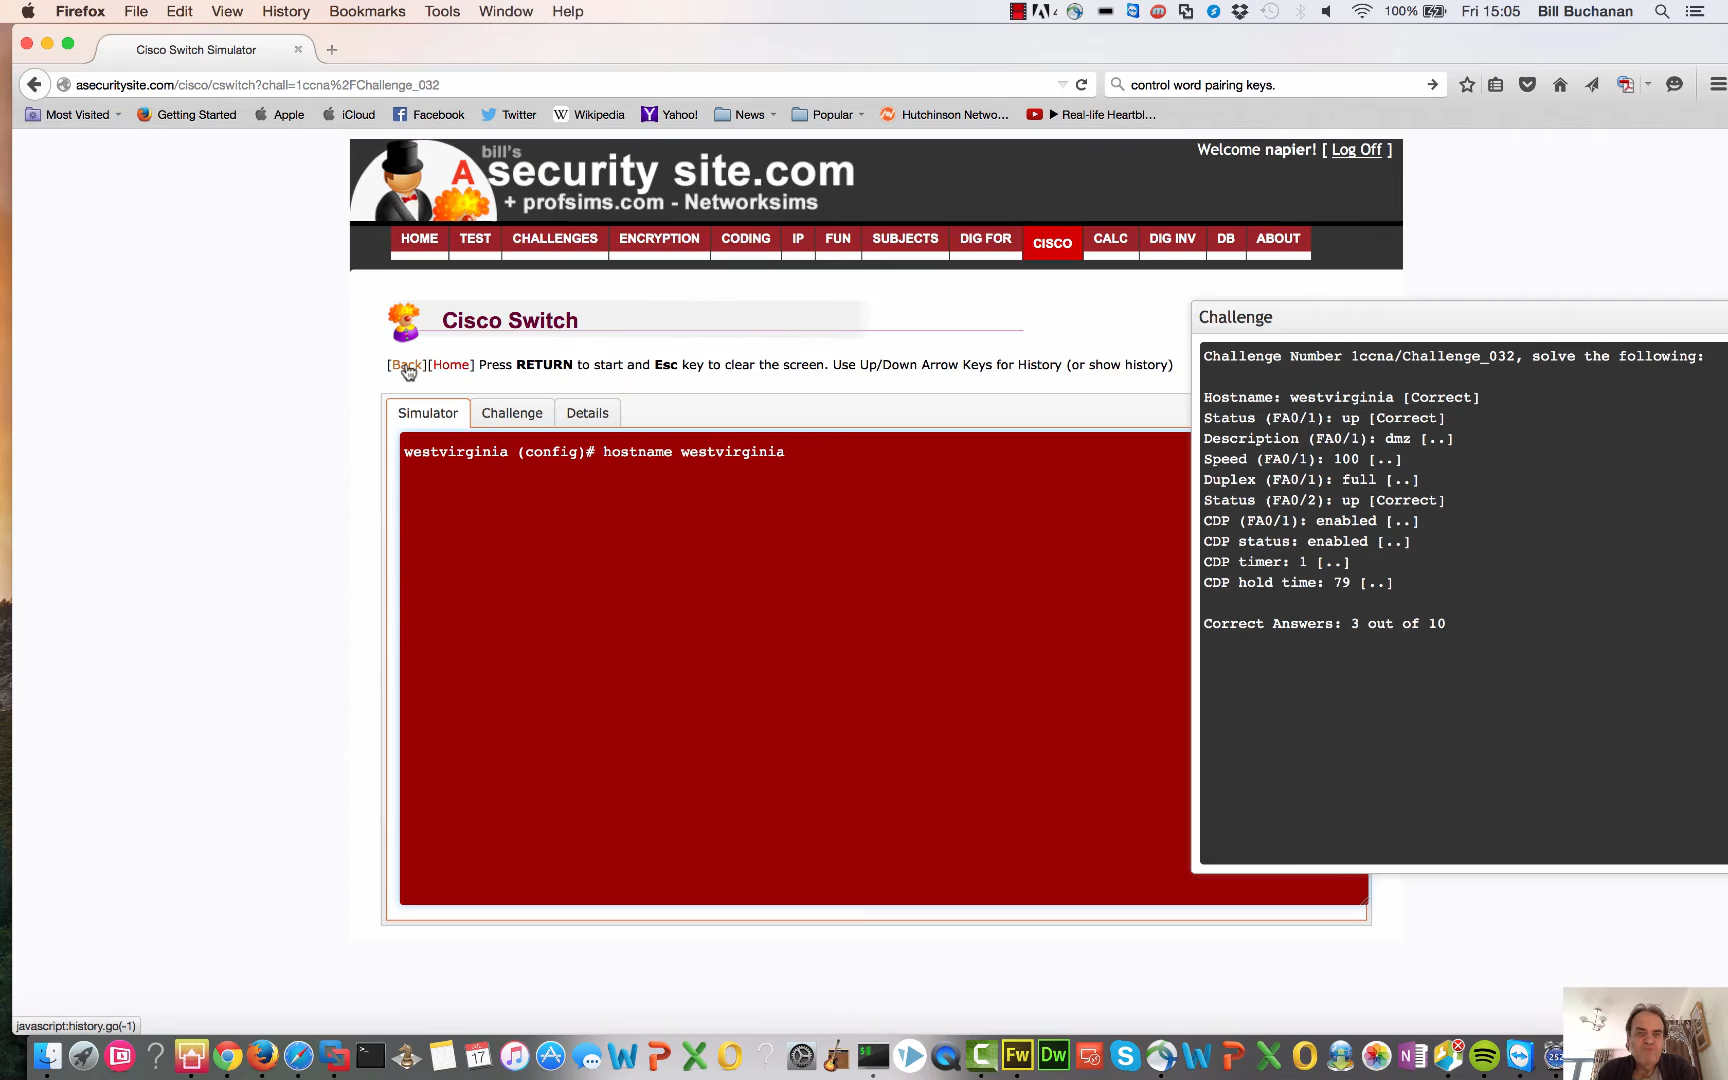 Firefox File Edit View History Bookmarks Tools Window Help 100% Fri 15:05 Bill Buchanan
Cisco Switch Simulator
asecuritysite.com/cisco/cswitch?chall=1ccna%2FChallenge_032
control word pairing keys.
Most Visited Getting Started Apple iCloud Facebook Twitter Wikipedia Yahoo! News Popular Hutchinson Netwo... ▶ Real-life Heartbl...
bill's
A security site.com
+ profsims.com - Networksims
Welcome napier! [ Log Off ]
HOME TEST CHALLENGES ENCRYPTION CODING IP FUN SUBJECTS DIG FOR CISCO CALC DIG INV DB ABOUT
Cisco Switch
[Back][Home] Press RETURN to start and Esc key to clear the screen. Use Up/Down Arrow Keys for History (or show history)
Simulator Challenge Details
westvirginia (config)# hostname westvirginia
Challenge
Challenge Number 1ccna/Challenge_032, solve the following:
Hostname: westvirginia [Correct]
Status (FA0/1): up [Correct]
Description (FA0/1): dmz [..]
Speed (FA0/1): 100 [..]
Duplex (FA0/1): full [..]
Status (FA0/2): up [Correct]
CDP (FA0/1): enabled [..]
CDP status: enabled [..]
CDP timer: 1 [..]
CDP hold time: 79 [..]
Correct Answers: 3 out of 10
javascript:history.go(-1)
17
Fw
Dw
252